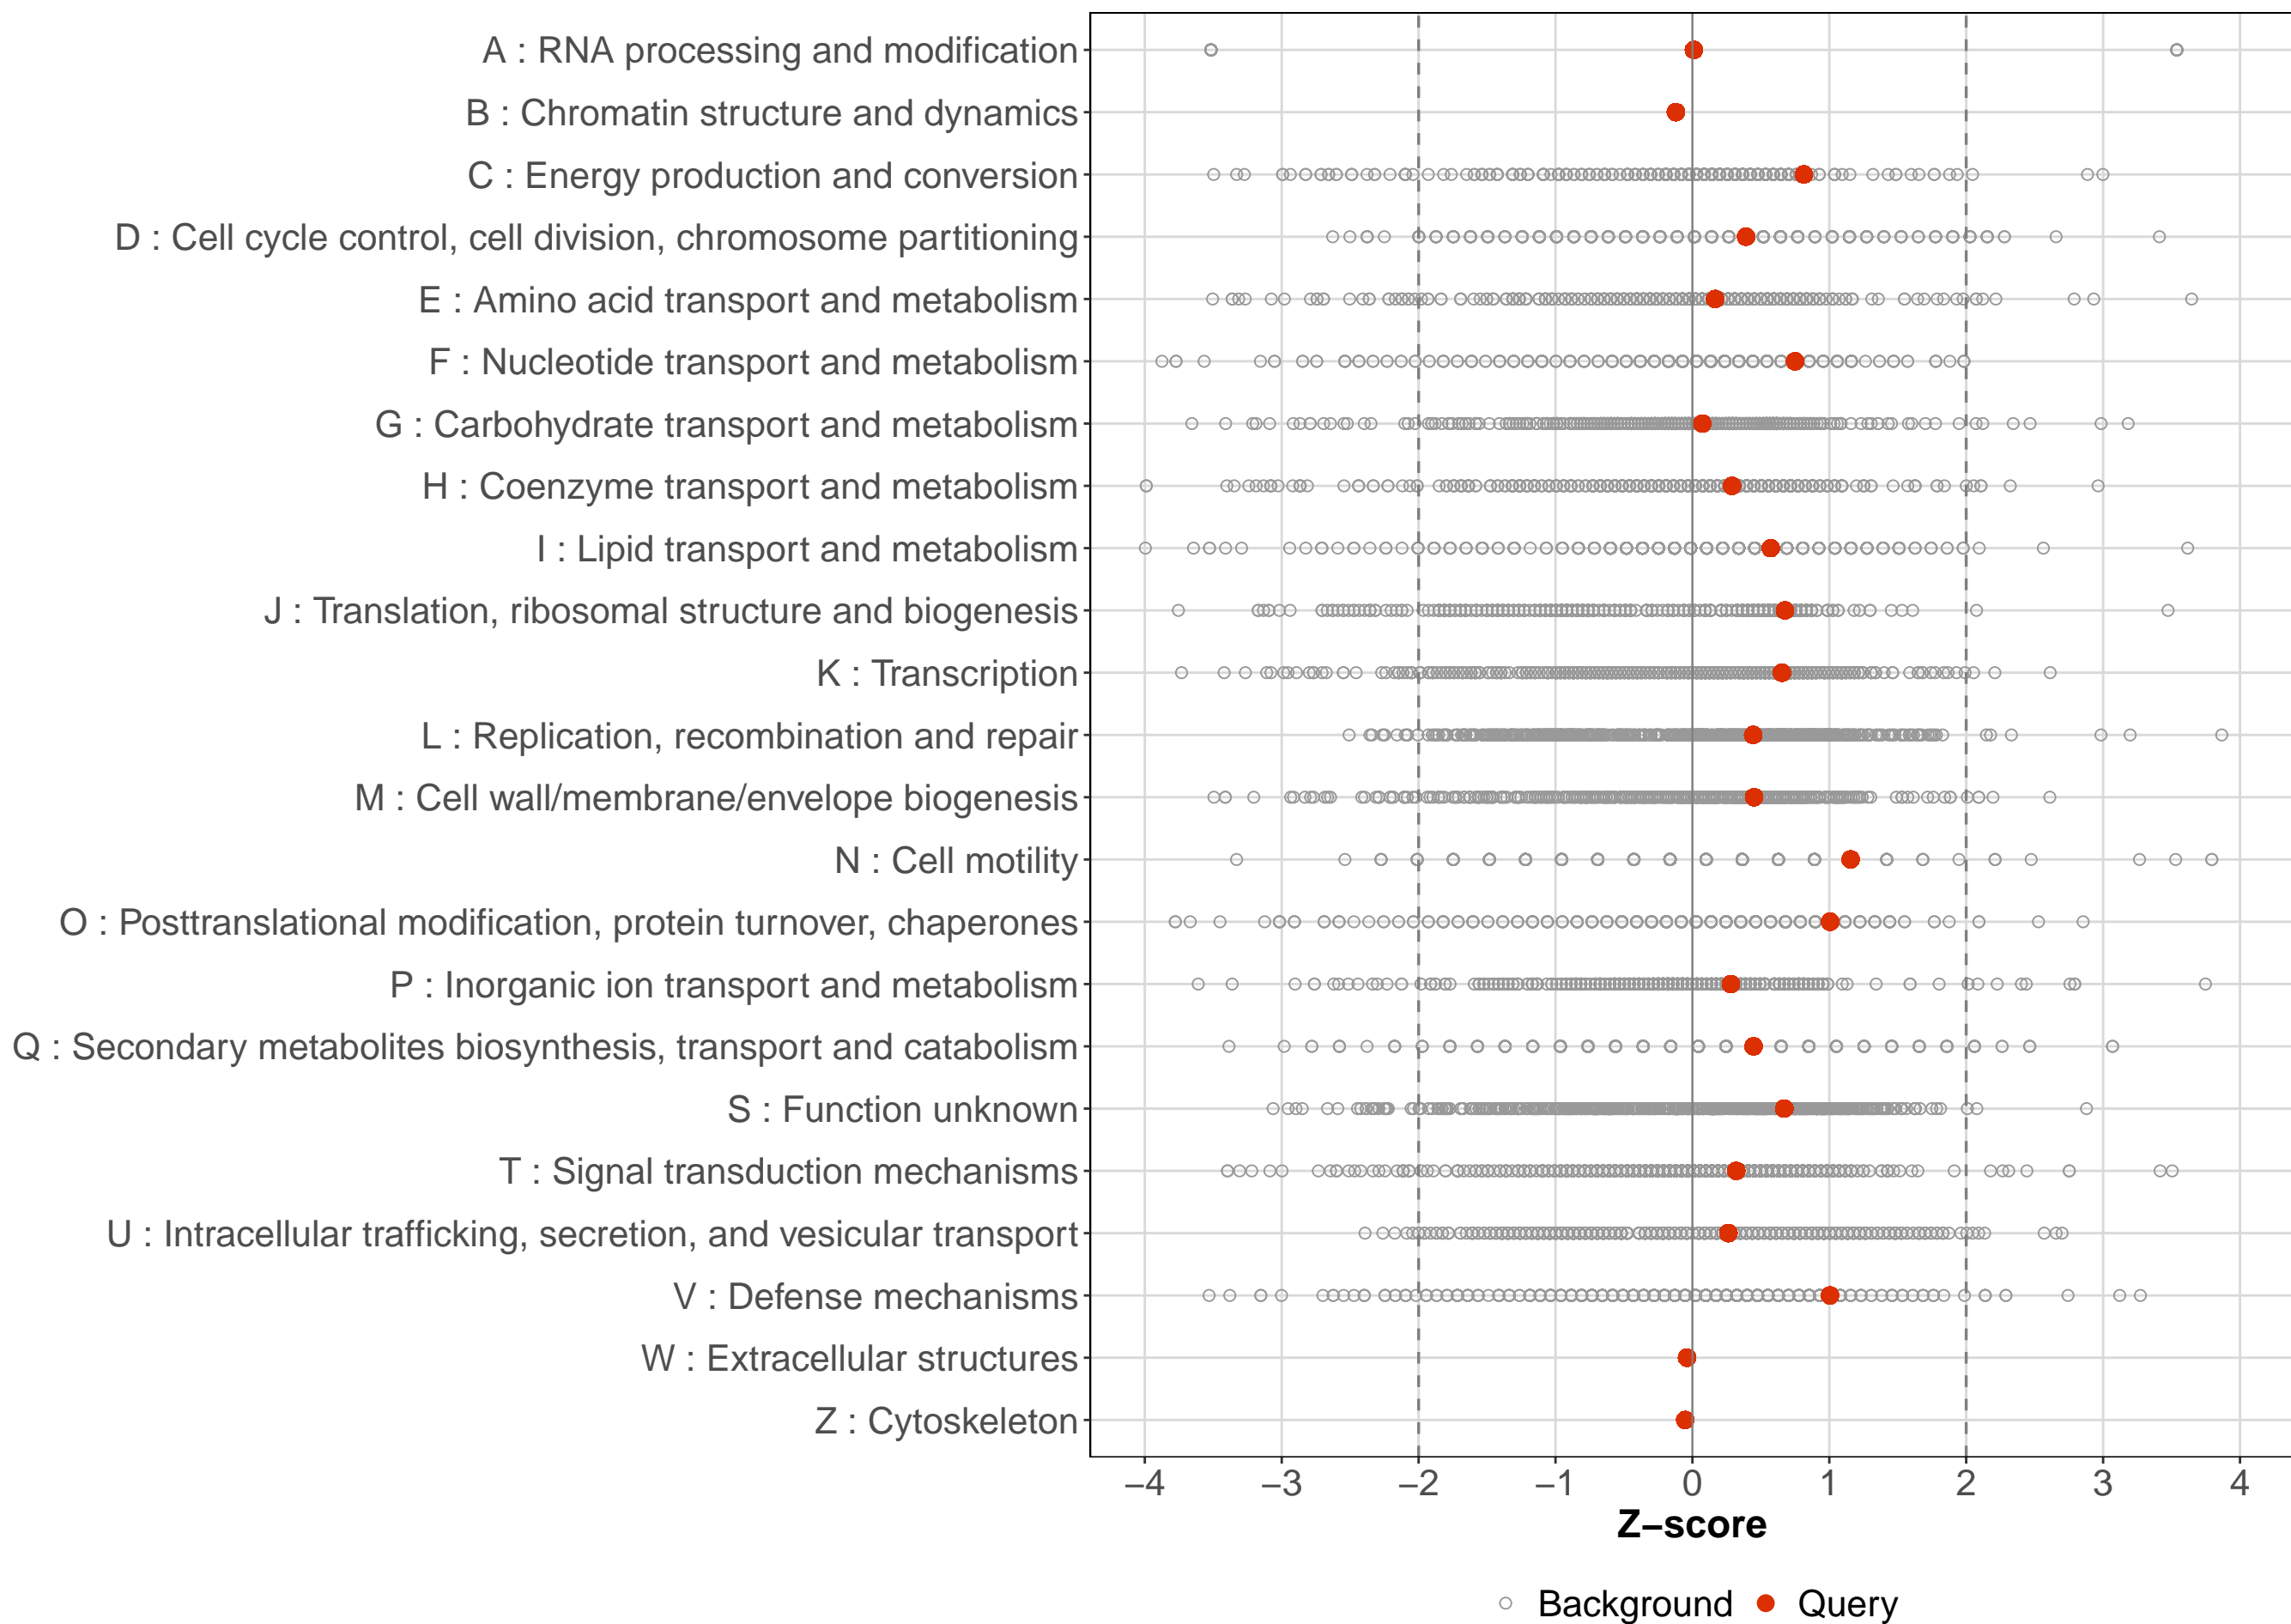 A : RNA processing and modification
B : Chromatin structure and dynamics
C : Energy production and conversion
D : Cell cycle control, cell division, chromosome partitioning
E : Amino acid transport and metabolism
F : Nucleotide transport and metabolism
G : Carbohydrate transport and metabolism
H : Coenzyme transport and metabolism
I : Lipid transport and metabolism
J : Translation, ribosomal structure and biogenesis
K : Transcription
L : Replication, recombination and repair
M : Cell wall/membrane/envelope biogenesis
N : Cell motility
O : Posttranslational modification, protein turnover, chaperones
P : Inorganic ion transport and metabolism
Q : Secondary metabolites biosynthesis, transport and catabolism
S : Function unknown
T : Signal transduction mechanisms
U : Intracellular trafficking, secretion, and vesicular transport
V : Defense mechanisms
W : Extracellular structures
Z : Cytoskeleton
−4 −3 −2 −1 0 1 2 3 4
Z−score
Background Query